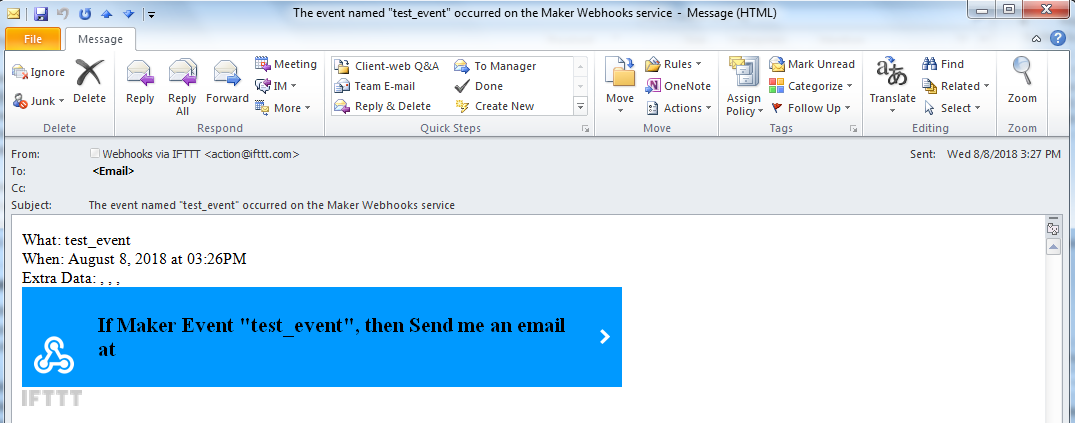 The event named "test_event" occurred on the Maker Webhooks service - Message (HTML)
File Message
Ignore
Junk
Delete
Delete
Reply
Reply All
Forward
Meeting
IM
More
Respond
Client-web Q&A
Team E-mail
Reply & Delete
To Manager
Done
Create New
Quick Steps
Move
Rules
OneNote
Actions
Move
Assign Policy
Mark Unread
Categorize
Follow Up
Tags
Translate
Find
Related
Select
Editing
Zoom
Zoom
From: Webhooks via IFTTT <action@ifttt.com> Sent: Wed 8/8/2018 3:27 PM
To: <Email>
Cc:
Subject: The event named "test_event" occurred on the Maker Webhooks service
What: test_event
When: August 8, 2018 at 03:26PM
Extra Data: , , ,
If Maker Event "test_event", then Send me an email
at
IFTTT